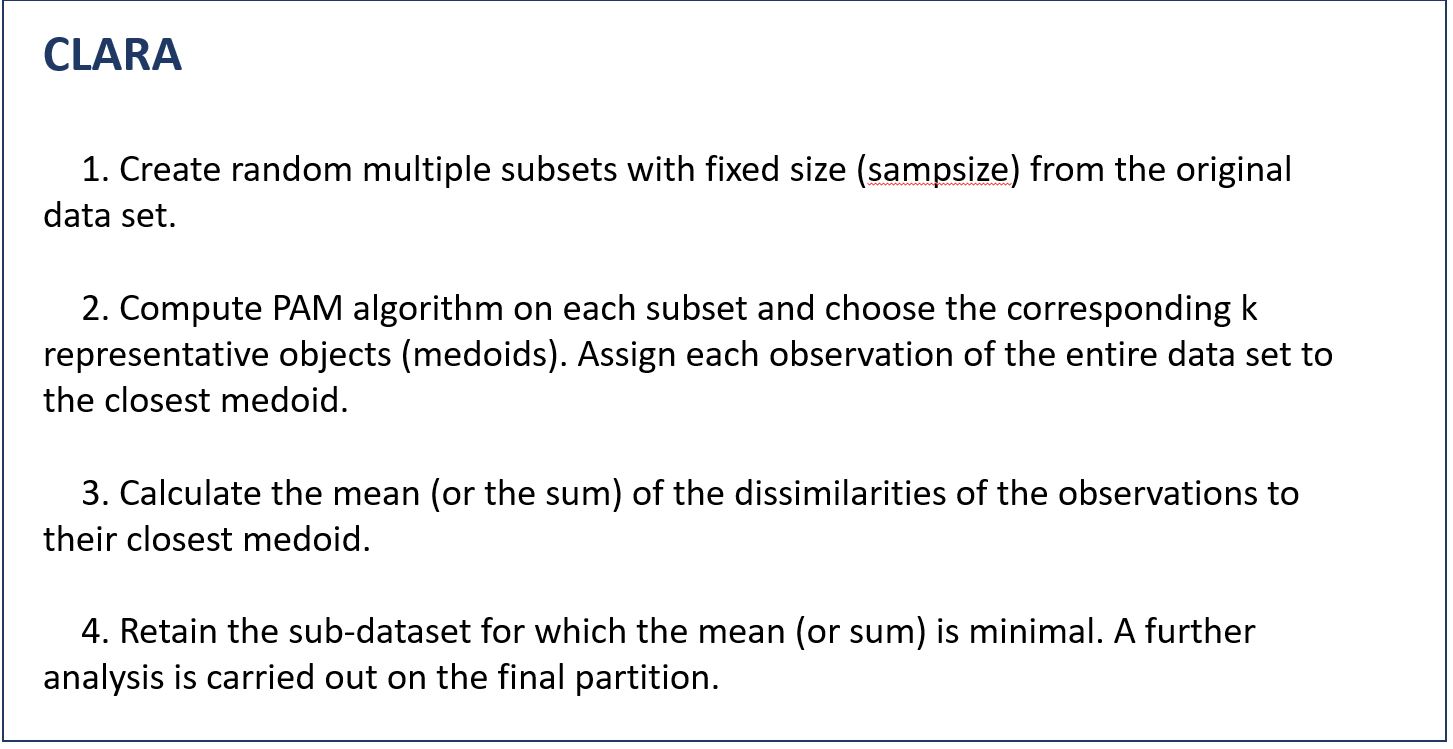 CLARA
1. Create random multiple subsets with fixed size (sampsize) from the original
data set.
2. Compute PAM algorithm on each subset and choose the corresponding k
representative objects (medoids). Assign each observation of the entire data set to
the closest medoid.
3. Calculate the mean (or the sum) of the dissimilarities of the observations to
their closest medoid.
4. Retain the sub-dataset for which the mean (or sum) is minimal. A further
analysis is carried out on the final partition.